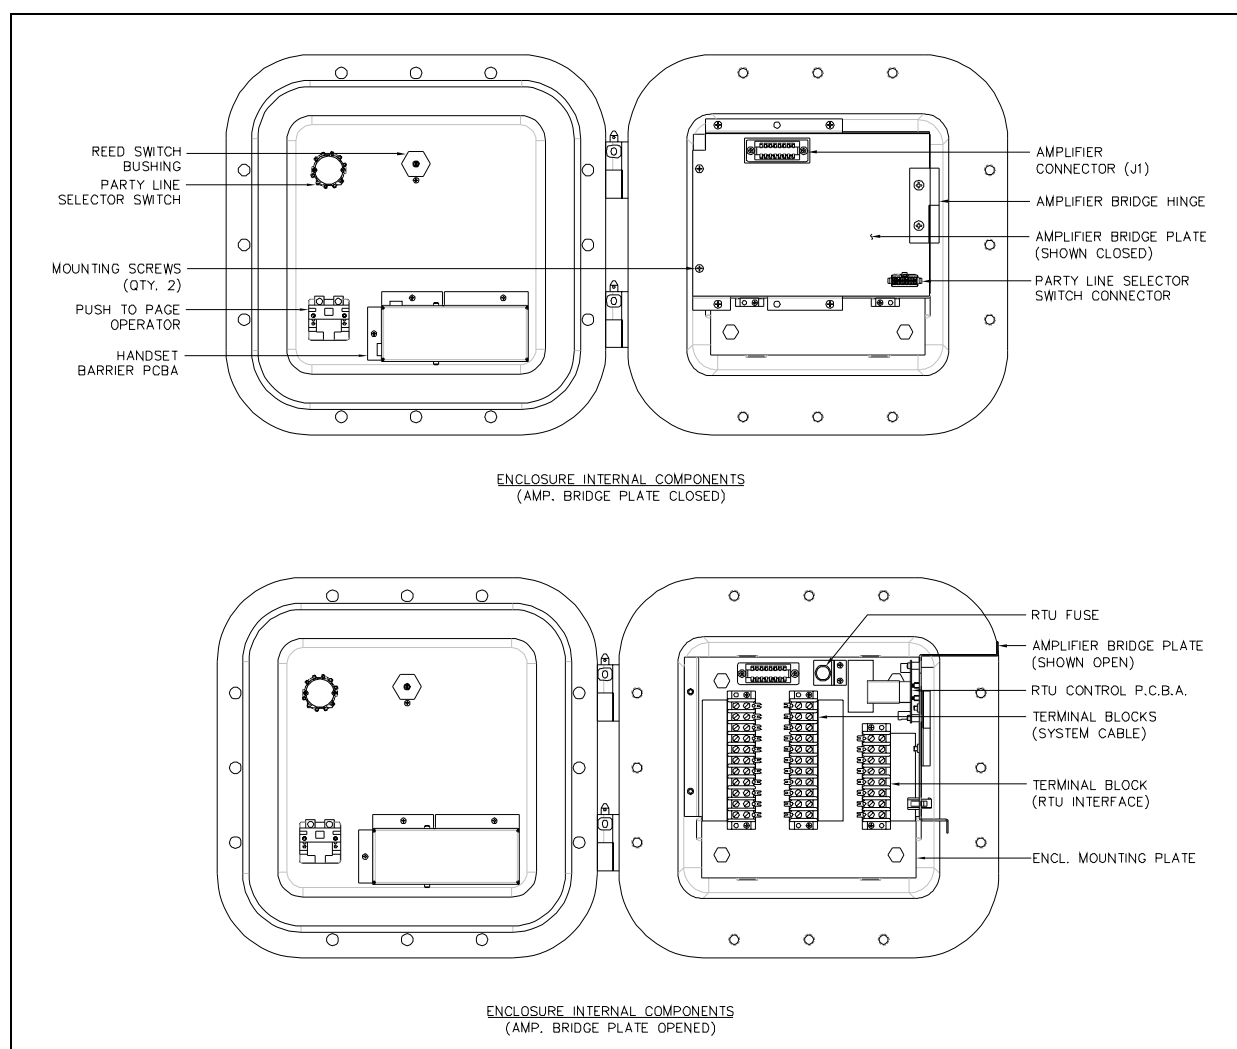 REED SWITCH
BUSHING
PARTY LINE
SELECTOR SWITCH
MOUNTING SCREWS
(QTY. 2)
PUSH TO PAGE
OPERATOR
HANDSET
BARRIER PCBA
AMPLIFIER
CONNECTOR (J1)
AMPLIFIER BRIDGE HINGE
AMPLIFIER BRIDGE PLATE
(SHOWN CLOSED)
PARTY LINE SELECTOR
SWITCH CONNECTOR
ENCLOSURE INTERNAL COMPONENTS
(AMP. BRIDGE PLATE CLOSED)
RTU FUSE
AMPLIFIER BRIDGE PLATE
(SHOWN OPEN)
RTU CONTROL P.C.B.A.
TERMINAL BLOCKS
(SYSTEM CABLE)
TERMINAL BLOCK
(RTU INTERFACE)
ENCL. MOUNTING PLATE
ENCLOSURE INTERNAL COMPONENTS
(AMP. BRIDGE PLATE OPENED)